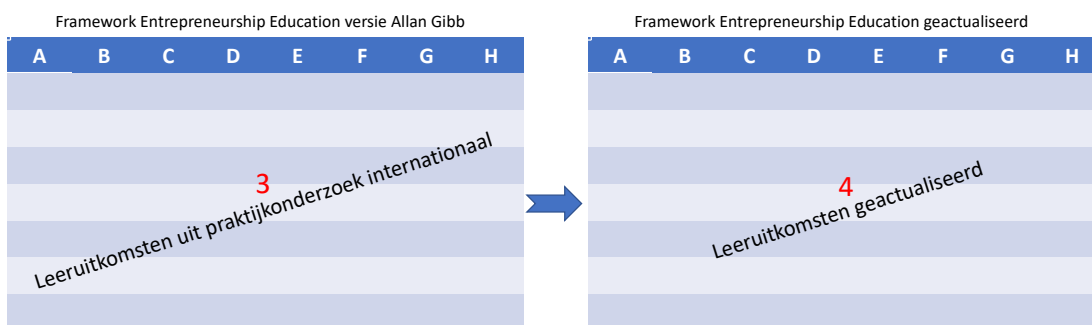 Framework Entrepreneurship Education versie Allan Gibb
A B C D E F G H
3
Leeruitkomsten uit praktijkonderzoek internationaal
Framework Entrepreneurship Education geactualiseerd
A B C D E F G H
4
Leeruitkomsten geactualiseerd